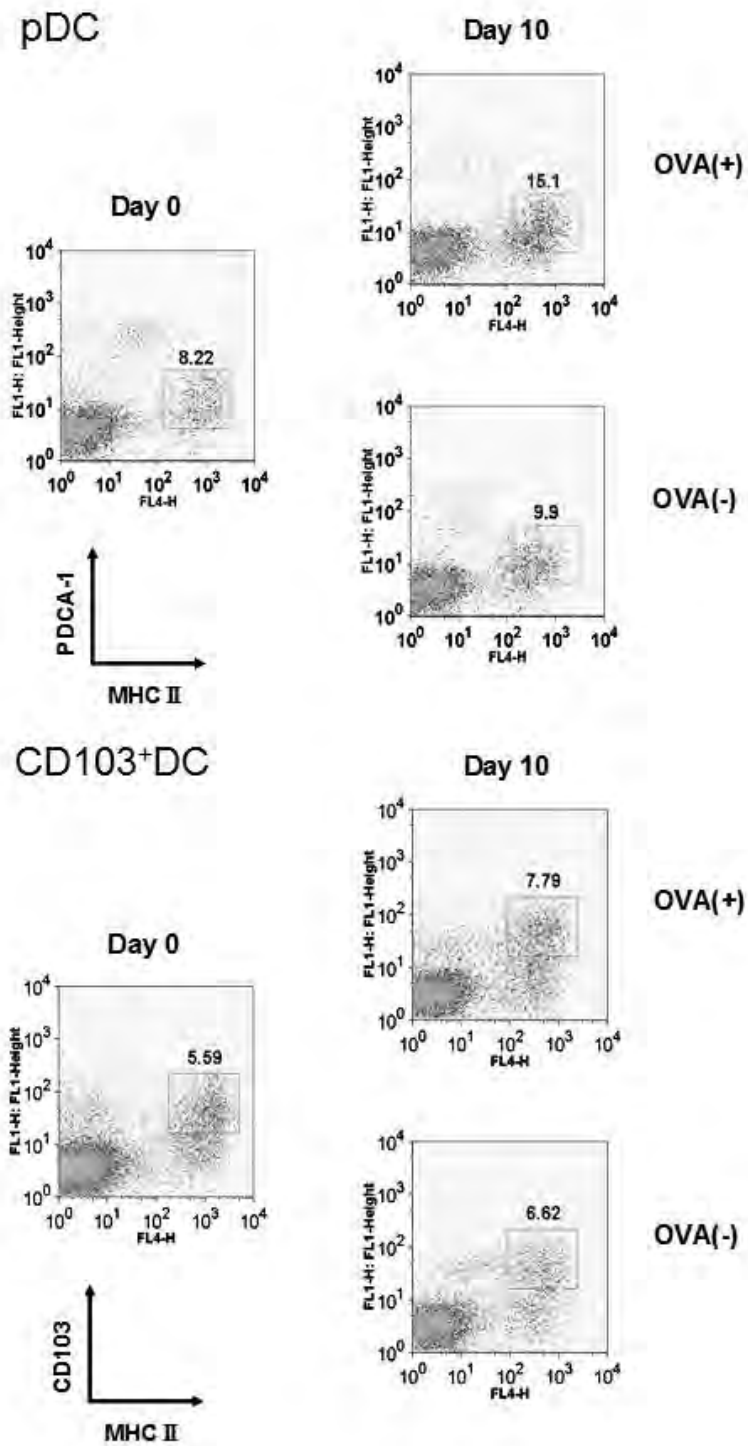 pDC
Day 10
10⁴
10³
10²
10¹
10⁰
FL1-H: FL1-Height
15.1
10⁰ 10¹ 10² 10³ 10⁴
FL4-H
OVA(+)
Day 0
10⁴
10³
10²
10¹
10⁰
FL1-H: FL1-Height
8.22
10⁰ 10¹ 10² 10³ 10⁴
FL4-H
10⁴
10³
10²
10¹
10⁰
FL1-H: FL1-Height
9.9
10⁰ 10¹ 10² 10³ 10⁴
FL4-H
OVA(-)
PDCA-1
MHC Ⅱ
CD103⁺DC
Day 10
10⁴
10³
10²
10¹
10⁰
FL1-H: FL1-Height
7.79
10⁰ 10¹ 10² 10³ 10⁴
FL4-H
OVA(+)
Day 0
10⁴
10³
10²
10¹
10⁰
FL1-H: FL1-Height
5.59
10⁰ 10¹ 10² 10³ 10⁴
FL4-H
10⁴
10³
10²
10¹
10⁰
FL1-H: FL1-Height
6.62
10⁰ 10¹ 10² 10³ 10⁴
FL4-H
OVA(-)
CD103
MHC Ⅱ